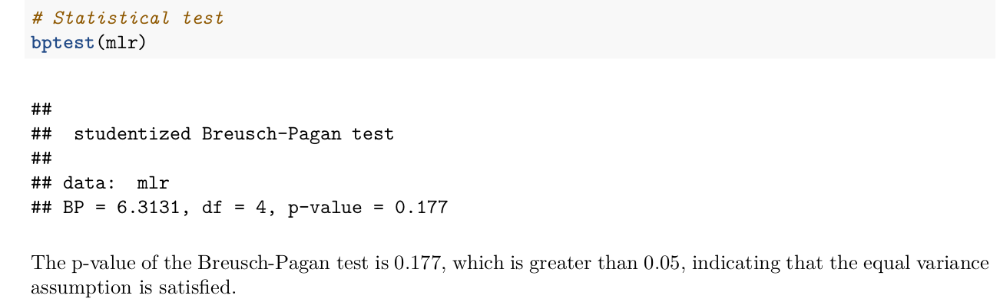 # Statistical test
bptest(mlr)
##
##  studentized Breusch-Pagan test
##
## data:  mlr
## BP = 6.3131, df = 4, p-value = 0.177
The p-value of the Breusch-Pagan test is 0.177, which is greater than 0.05, indicating that the equal variance
assumption is satisfied.